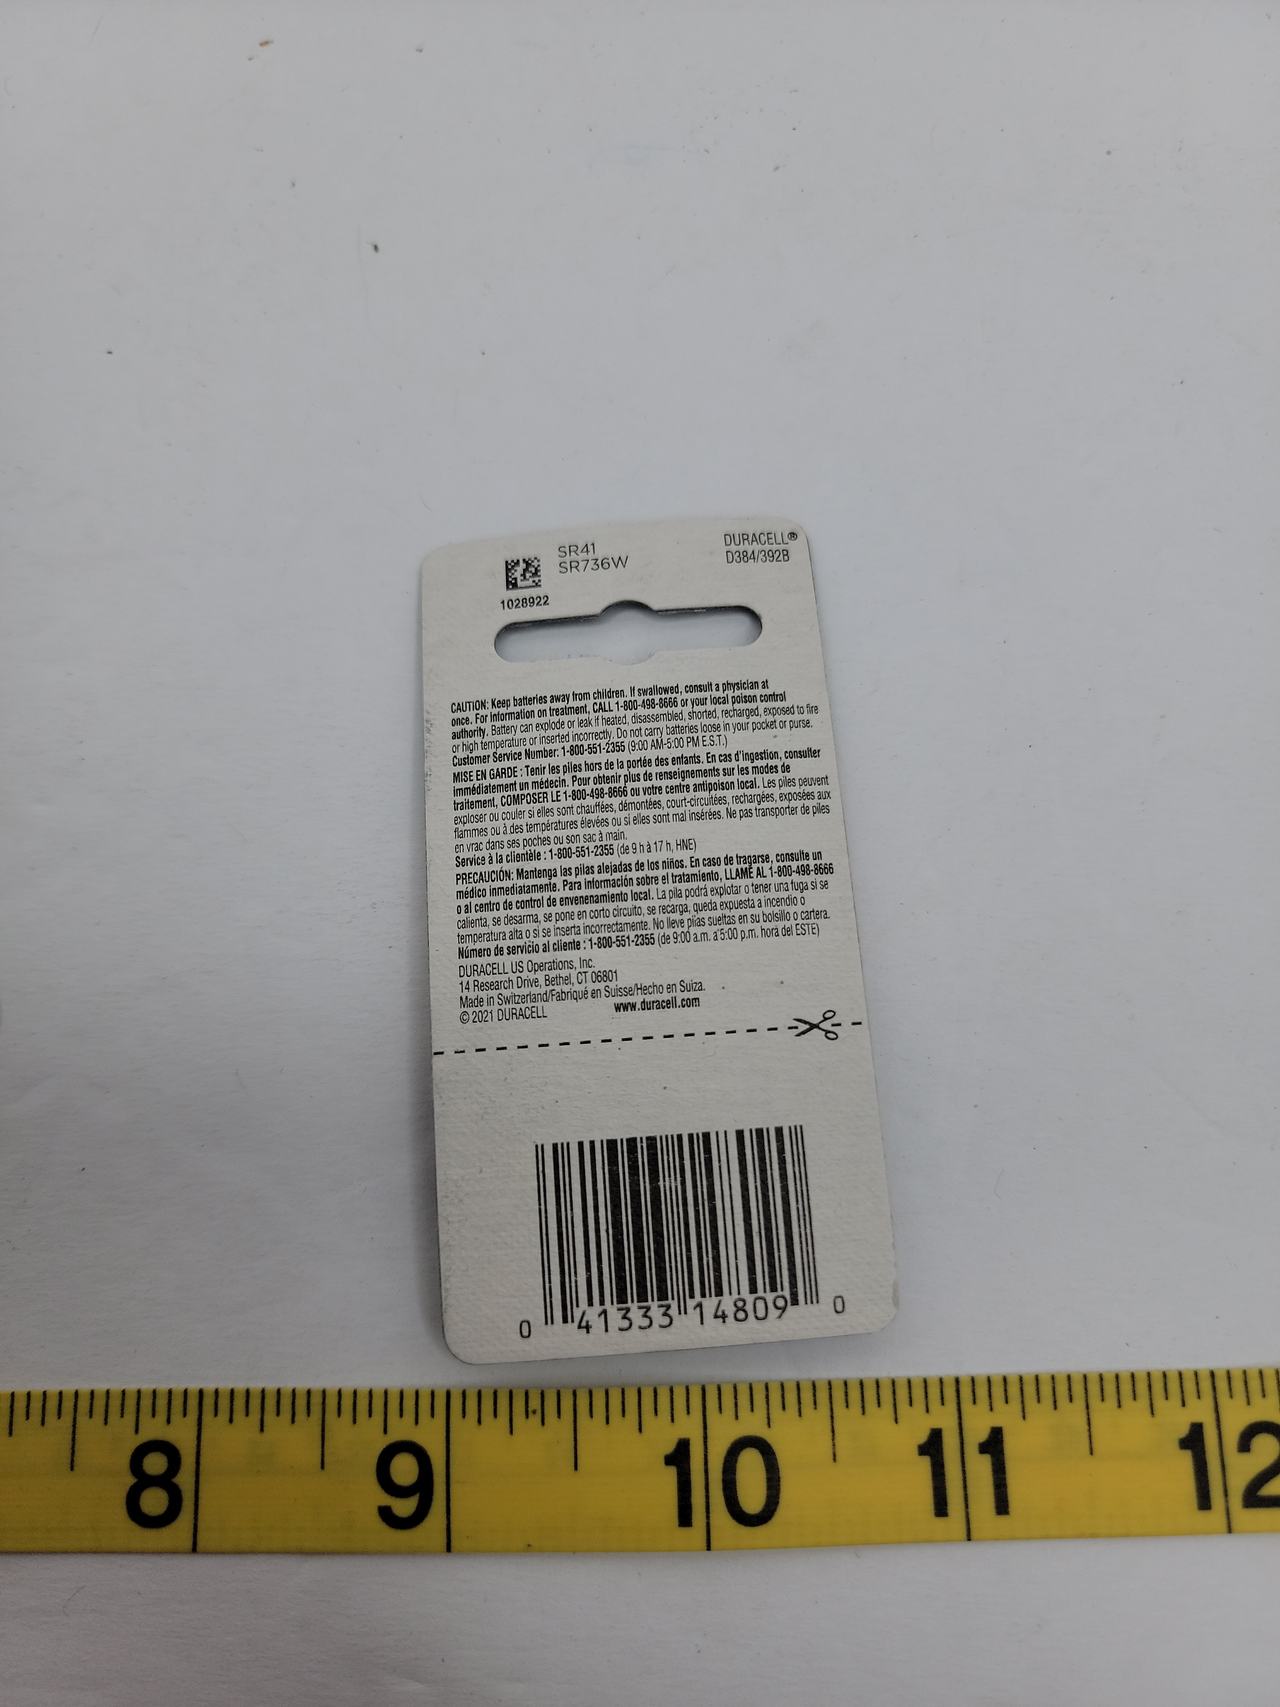 SR41
SR736W
DURACELL®
D384/392B
1028922
CAUTION: Keep batteries away from children. If swallowed, consult a physician at
once. For information on treatment, CALL 1-800-498-8666 or your local poison control
authority. Battery can explode or leak if heated, disassembled, shorted, recharged, exposed to fire
or high temperature or inserted incorrectly. Do not carry batteries loose in your pocket or purse.
Customer Service Number: 1-800-551-2355 (9:00 AM-5:00 PM E.S.T.)
MISE EN GARDE : Tenir les piles hors de la portée des enfants. En cas d'ingestion, consulter
immédiatement un médecin. Pour obtenir plus de renseignements sur les modes de
traitement, COMPOSER LE 1-800-498-8666 ou votre centre antipoison local. Les piles peuvent
exploser ou couler si elles sont chauffées, démontées, court-circuitées, rechargées, exposées aux
flammes ou à des températures élevées ou si elles sont mal insérées. Ne pas transporter de piles
en vrac dans ses poches ou son sac à main.
Service à la clientèle : 1-800-551-2355 (de 9 h à 17 h, HNE)
PRECAUCIÓN: Mantenga las pilas alejadas de los niños. En caso de tragarse, consulte un
médico inmediatamente. Para información sobre el tratamiento, LLAME AL 1-800-498-8666
o al centro de control de envenenamiento local. La pila podrá explotar o tener una fuga si se
calienta, se desarma, se pone en corto circuito, se recarga, queda expuesta a incendio o
temperatura alta o si se inserta incorrectamente. No lleve pilas sueltas en su bolsillo o cartera.
Número de servicio al cliente : 1-800-551-2355 (de 9:00 a.m. a 5:00 p.m. hora del ESTE)
DURACELL US Operations, Inc.
14 Research Drive, Bethel, CT 06801
Made in Switzerland/Fabriqué en Suisse/Hecho en Suiza.
© 2021 DURACELL www.duracell.com
0 41333 14809 0
8 9 10 11 12